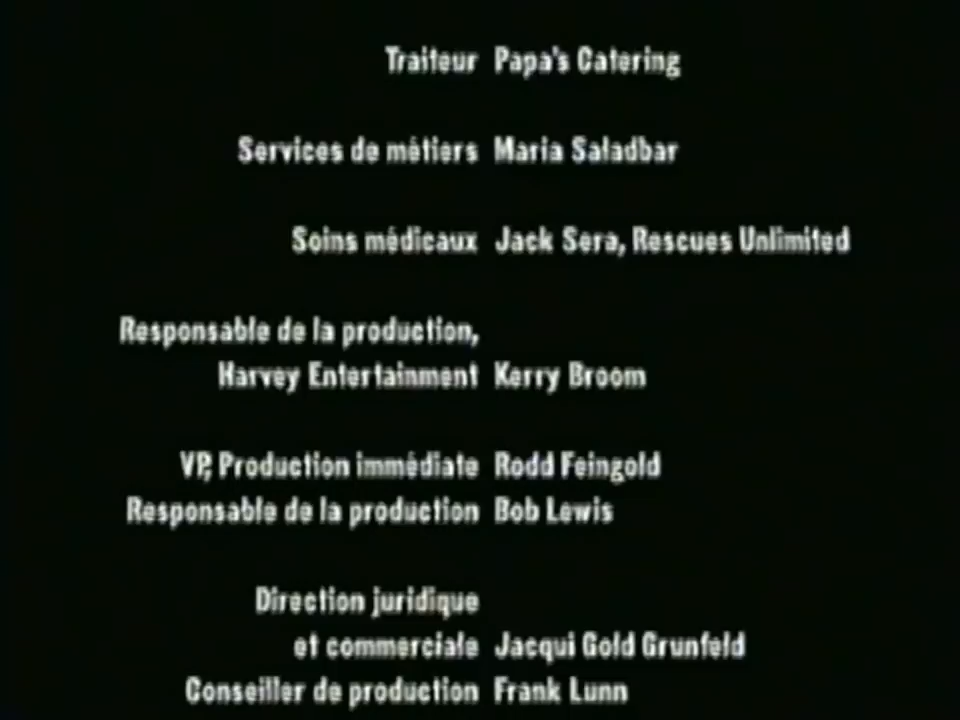 Traiteur Papa's Catering
Services de métiers Maria Saladbar
Soins médicaux Jack Sera, Rescues Unlimited
Responsable de la production,
Harvey Entertainment Kerry Broom
VP, Production immédiate Rodd Feingold
Responsable de la production Bob Lewis
Direction juridique
et commerciale Jacqui Gold Grunfeld
Conseiller de production Frank Lunn